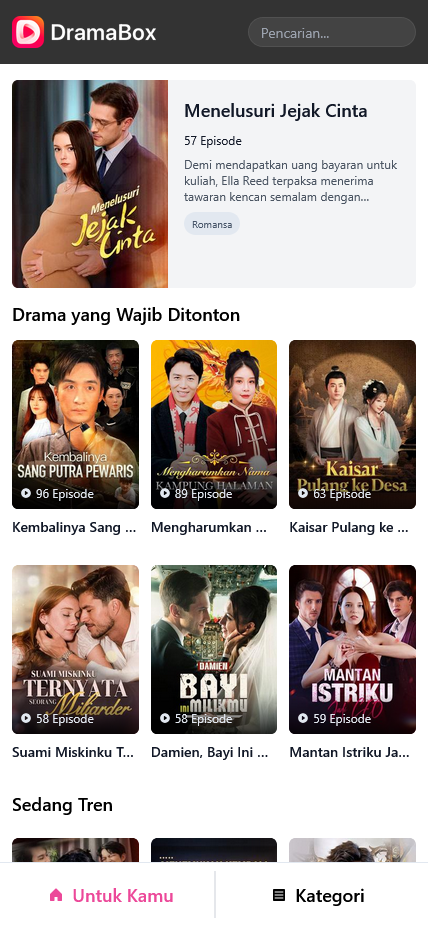 DramaBox
Pencarian...
Menelusuri
Jejak
Cinta
Menelusuri Jejak Cinta
57 Episode
Demi mendapatkan uang bayaran untuk
kuliah, Ella Reed terpaksa menerima
tawaran kencan semalam dengan...
Romansa
Drama yang Wajib Ditonton
Kembalinya
SANG PUTRA PEWARIS
96 Episode
Kembalinya Sang ...
Mengharumkan Nama
KAMPUNG HALAMAN
89 Episode
Mengharumkan ...
Kaisar
Pulang ke Desa
63 Episode
Kaisar Pulang ke ...
SUAMI MISKINKU
TERNYATA
SEORANG
Miliarder
58 Episode
Suami Miskinku T...
DAMIEN
BAYI
INI MILIKMU
58 Episode
Damien, Bayi Ini ...
MANTAN
ISTRIKU
59 Episode
Mantan Istriku Ja...
Sedang Tren
Untuk Kamu
Kategori